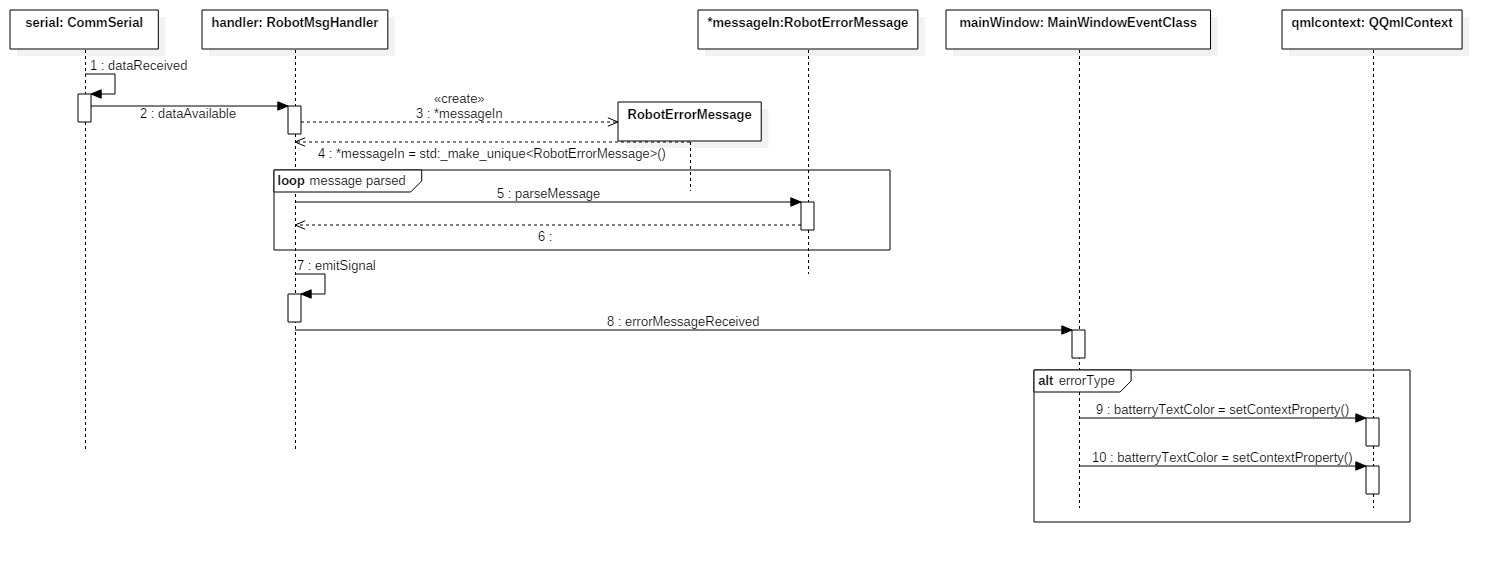 serial: CommSerial
handler: RobotMsgHandler
*messageIn:RobotErrorMessage
mainWindow: MainWindowEventClass
qmlcontext: QQmlContext
1 : dataReceived
2 : dataAvailable
«create»
3 : *messageIn
RobotErrorMessage
4 : *messageIn = std:_make_unique<RobotErrorMessage>()
loop message parsed
5 : parseMessage
6 :
7 : emitSignal
8 : errorMessageReceived
alt errorType
9 : batterryTextColor = setContextProperty()
10 : batterryTextColor = setContextProperty()